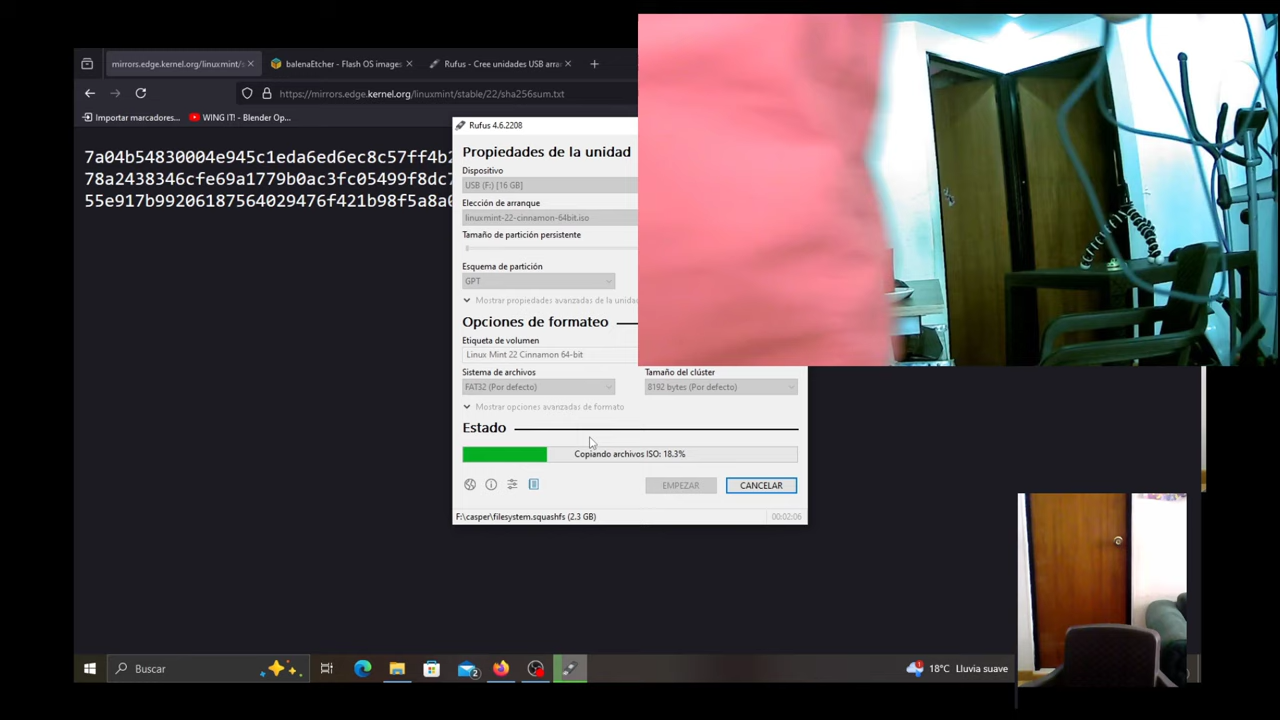 mirrors.edge.kernel.org/linuxmint/s
balenaEtcher - Flash OS images
Rufus - Cree unidades USB arra
https://mirrors.edge.kernel.org/linuxmint/stable/22/sha256sum.txt
Importar marcadores...
WING IT! - Blender Op...
7a04b54830004e945c1eda6ed6ec8c57ff4b2
78a2438346cfe69a1779b0ac3fc05499f8dc7
55e917b99206187564029476f421b98f5a8a0
Rufus 4.6.2208
Propiedades de la unidad
Dispositivo
USB (F:) [16 GB]
Elección de arranque
linuxmint-22-cinnamon-64bit.iso
Tamaño de partición persistente
Esquema de partición
GPT
Mostrar propiedades avanzadas de la unida
Opciones de formateo
Etiqueta de volumen
Linux Mint 22 Cinnamon 64-bit
Sistema de archivos
Tamaño del clúster
FAT32 (Por defecto)
8192 bytes (Por defecto)
Mostrar opciones avanzadas de formato
Estado
Copiando archivos ISO: 18.3%
EMPEZAR
CANCELAR
F:\casper\filesystem.squashfs (2.3 GB)
00:02:06
Buscar
2
1
18°C Lluvia suave